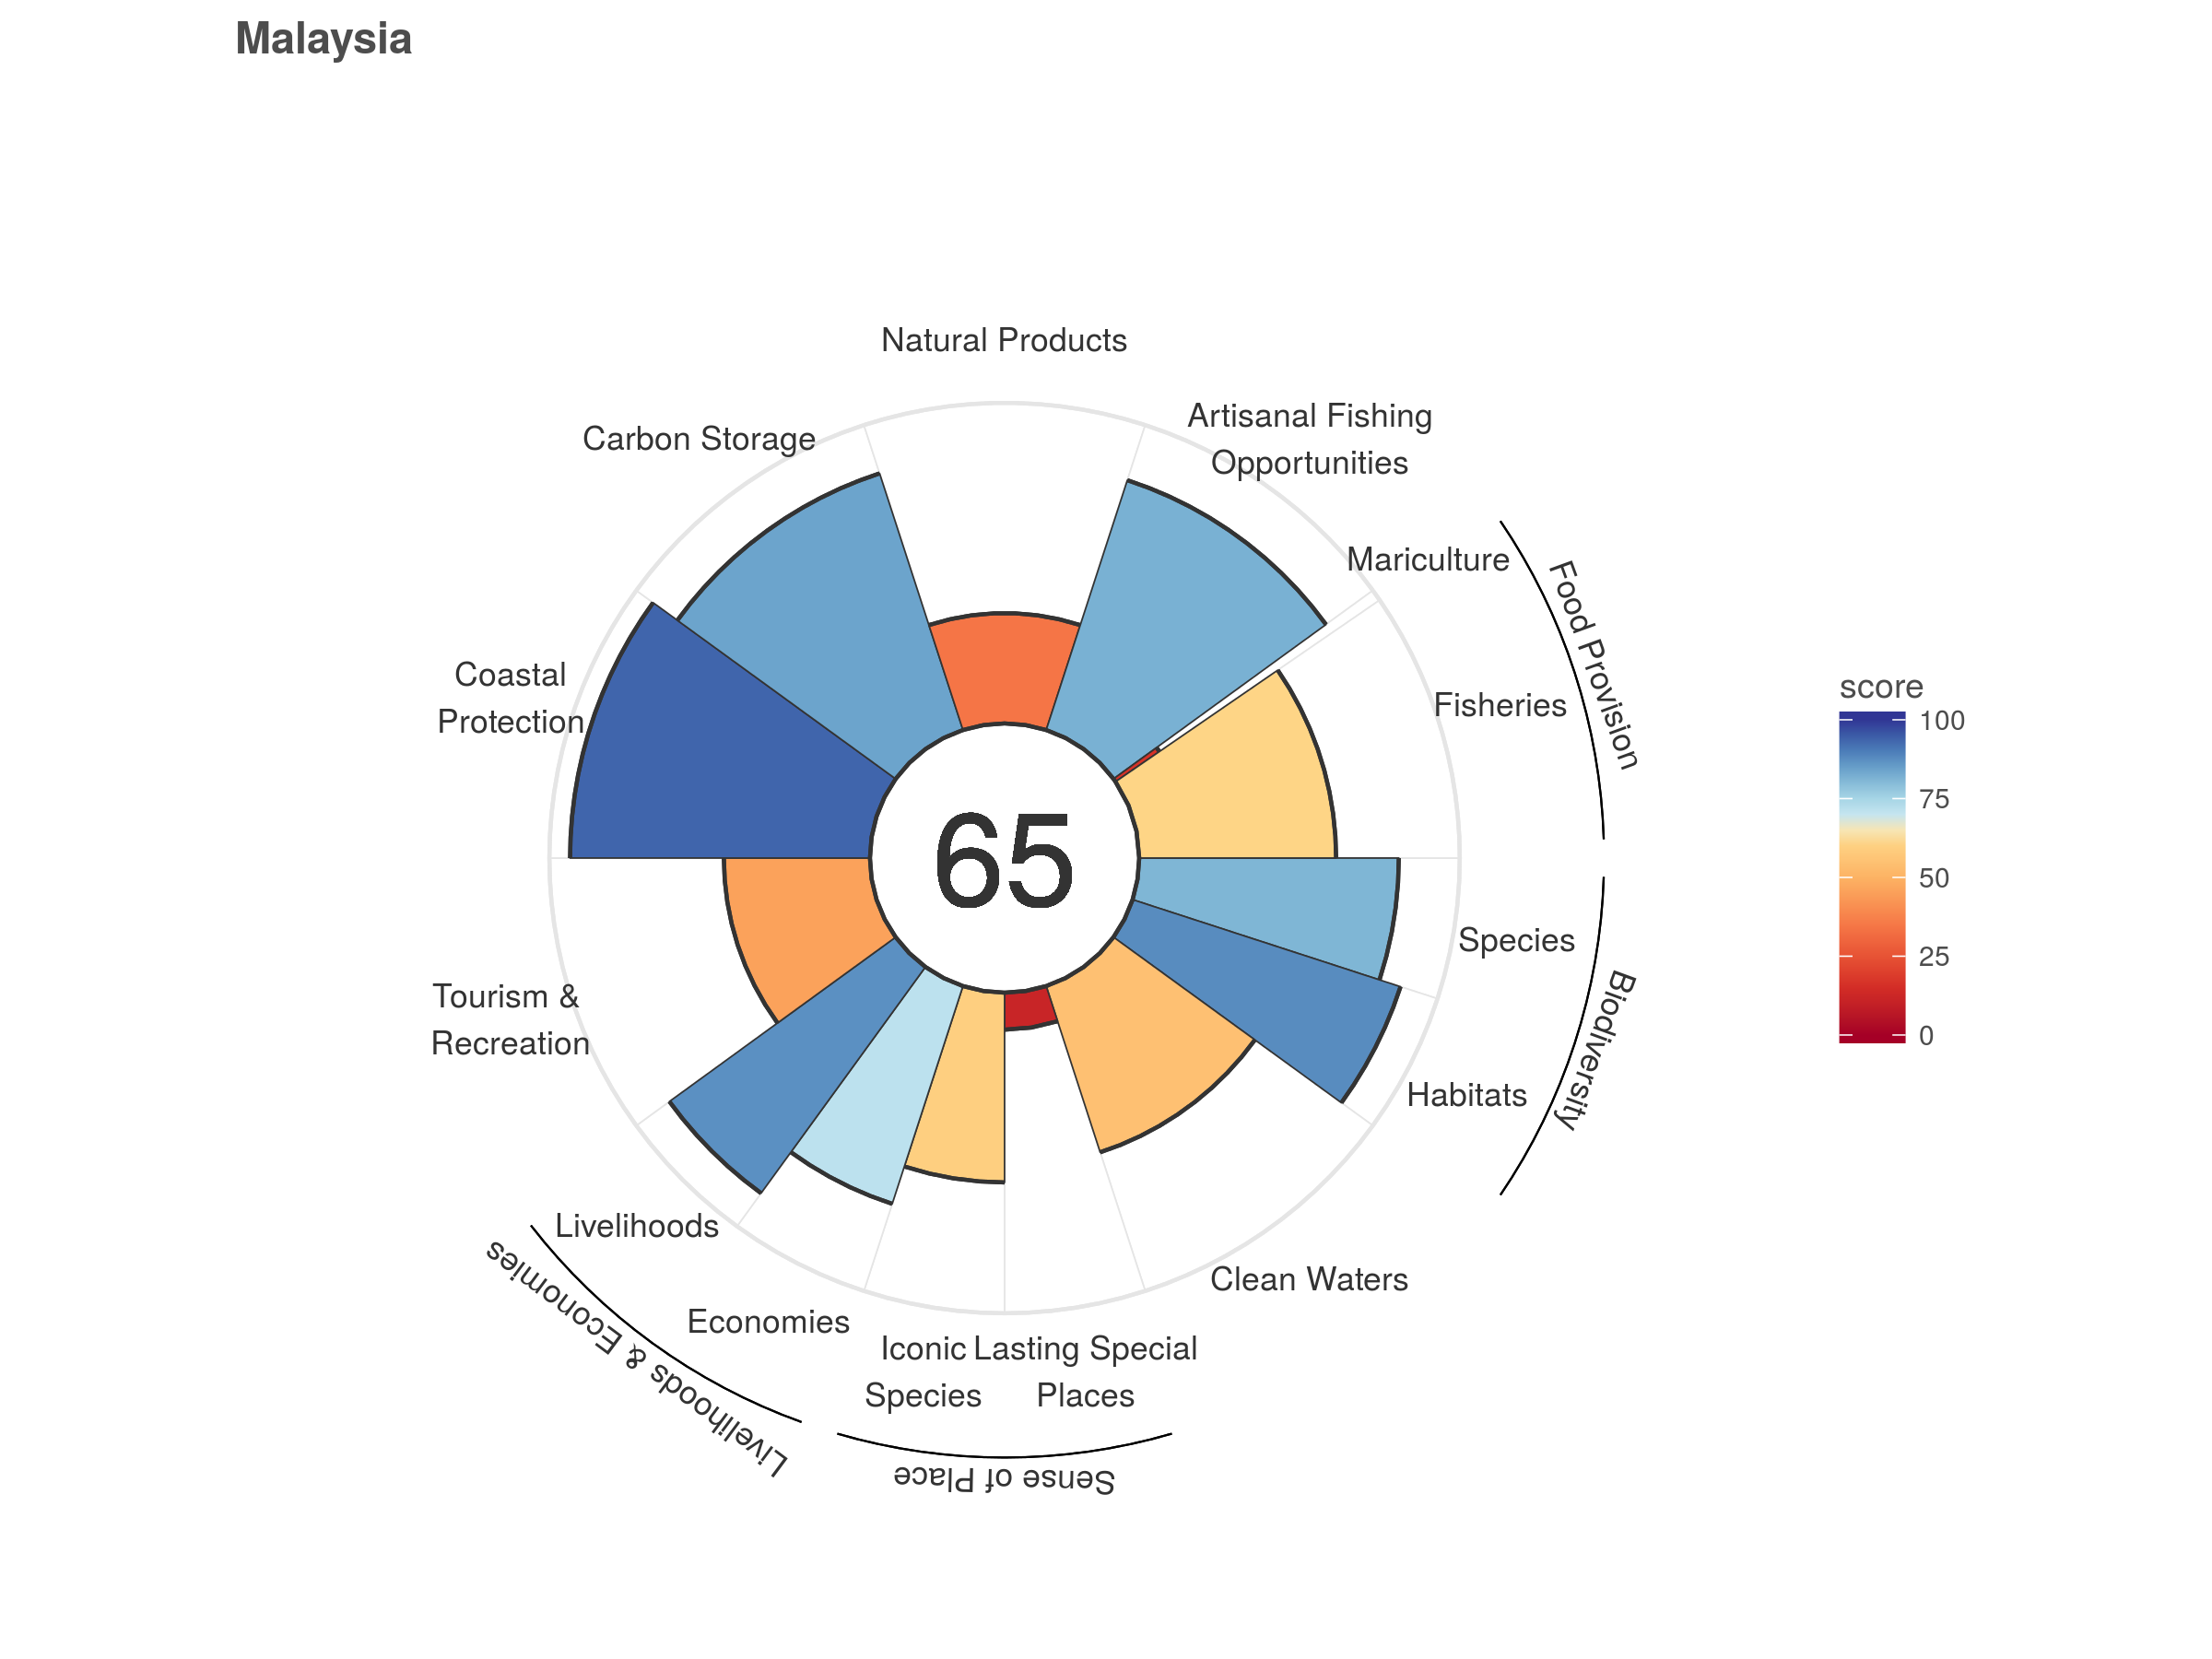 Malaysia
Natural Products
Artisanal Fishing
Opportunities
Carbon Storage
Mariculture
Food Provision
Coastal
Protection
Fisheries
score
100
75
50
25
0
65
Species
Biodiversity
Habitats
Tourism &
Recreation
Livelihoods
Clean Waters
Livelihoods & Economies
Economies
Iconic
Species
Lasting Special
Places
Sense of Place